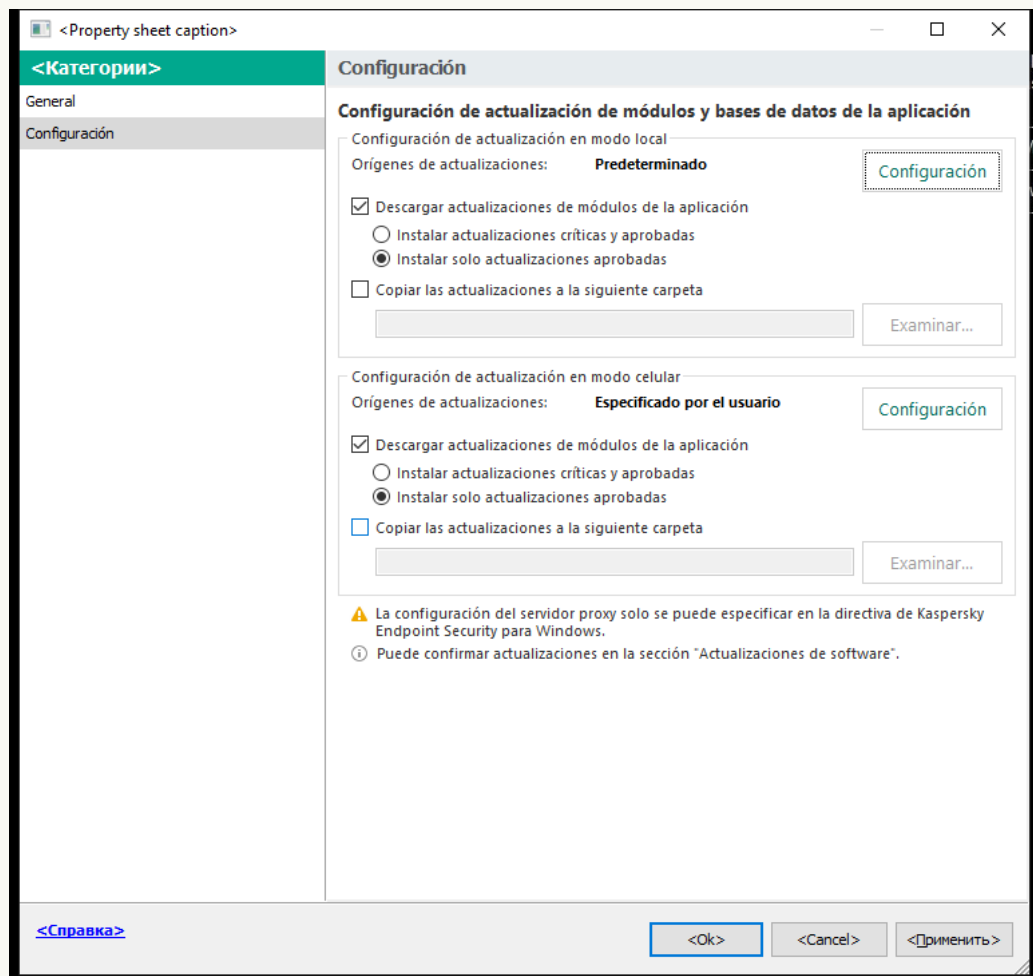 <Property sheet caption>
<Категории>
General
Configuración
Configuración
Configuración de actualización de módulos y bases de datos de la aplicación
Configuración de actualización en modo local
Orígenes de actualizaciones: Predeterminado
Configuración
Descargar actualizaciones de módulos de la aplicación
Instalar actualizaciones críticas y aprobadas
Instalar solo actualizaciones aprobadas
Copiar las actualizaciones a la siguiente carpeta
Examinar...
Configuración de actualización en modo celular
Orígenes de actualizaciones: Especificado por el usuario
Configuración
Descargar actualizaciones de módulos de la aplicación
Instalar actualizaciones críticas y aprobadas
Instalar solo actualizaciones aprobadas
Copiar las actualizaciones a la siguiente carpeta
Examinar...
La configuración del servidor proxy solo se puede especificar en la directiva de Kaspersky
Endpoint Security para Windows.
Puede confirmar actualizaciones en la sección "Actualizaciones de software".
<Справка>
<Ok> <Cancel> <Применить>